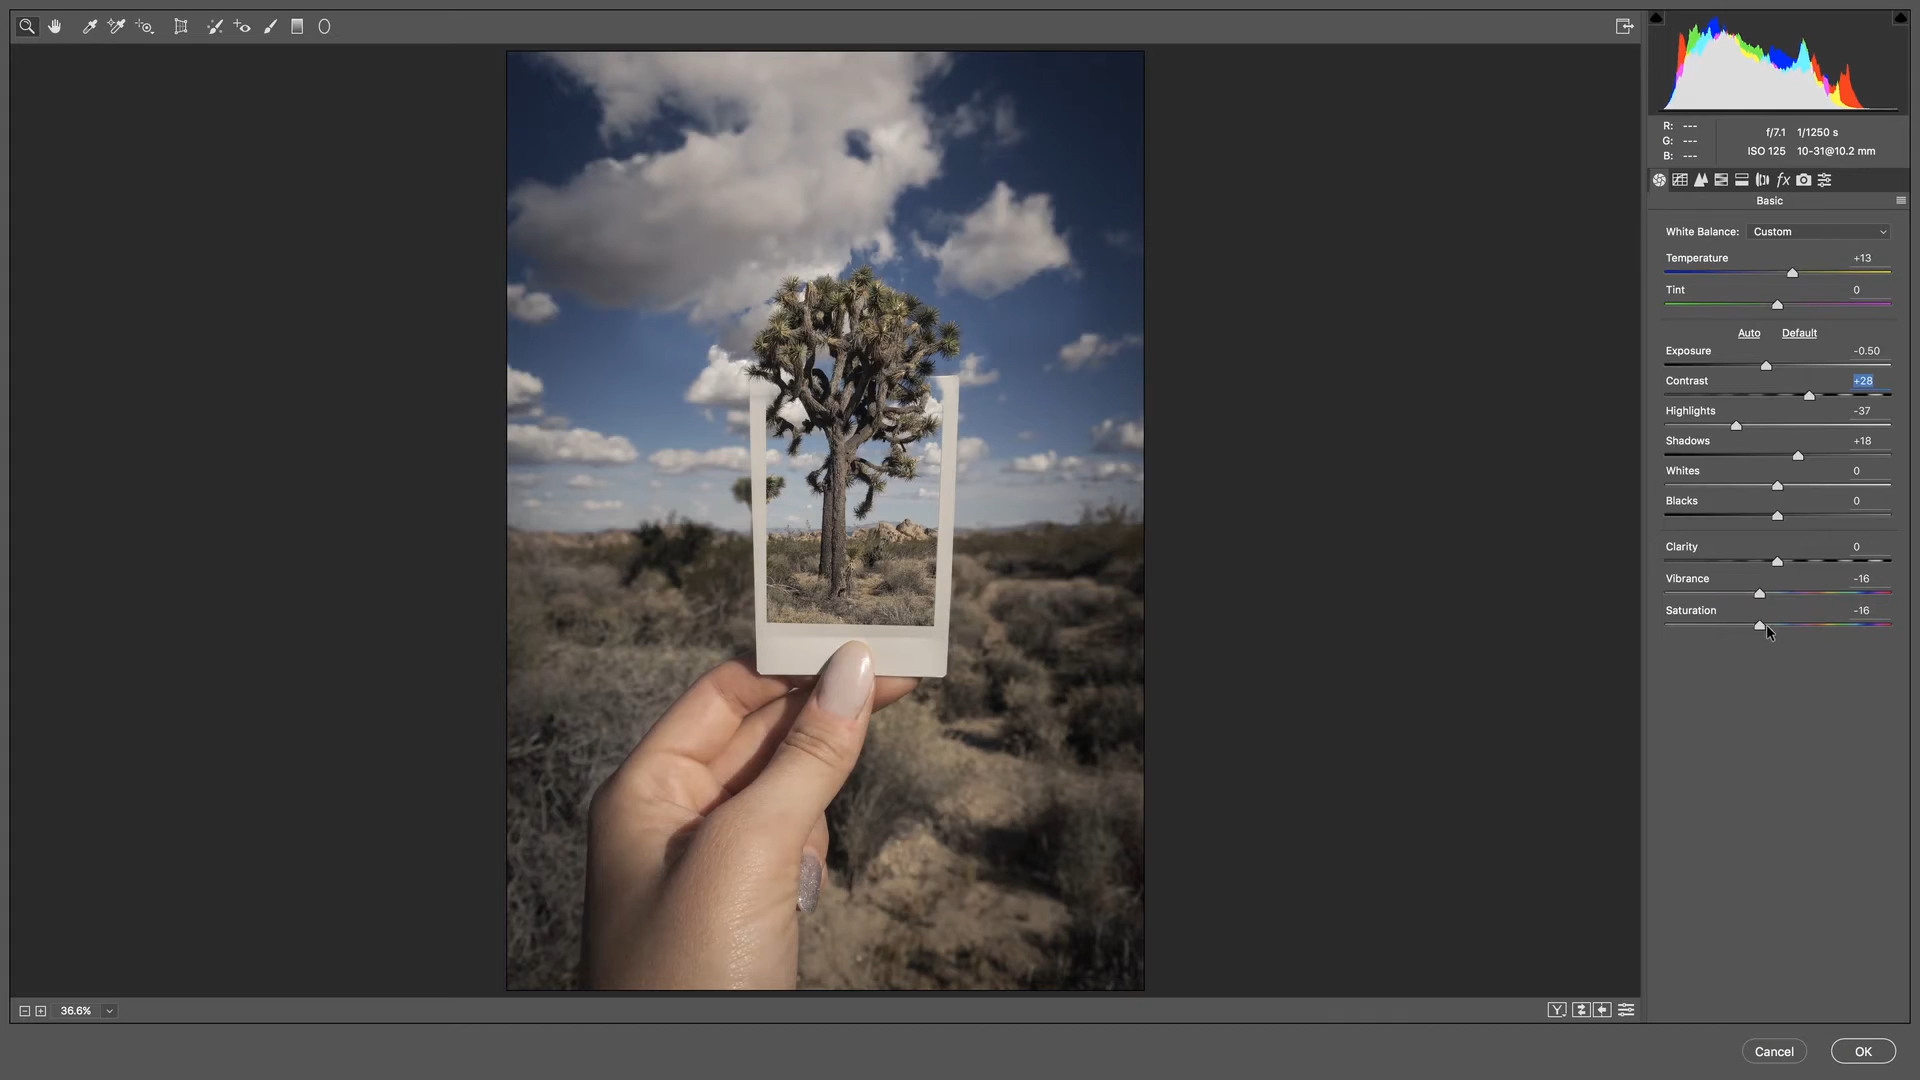 R: ---
G: ---
B: ---
f/7.1 1/1250 s
ISO 125 10-31@10.2 mm
fx
Basic
White Balance: Custom
Temperature +13
Tint 0
Auto Default
Exposure -0.50
Contrast +28
Highlights -37
Shadows +18
Whites 0
Blacks 0
Clarity 0
Vibrance -16
Saturation -16
36.6%
Y
Cancel OK